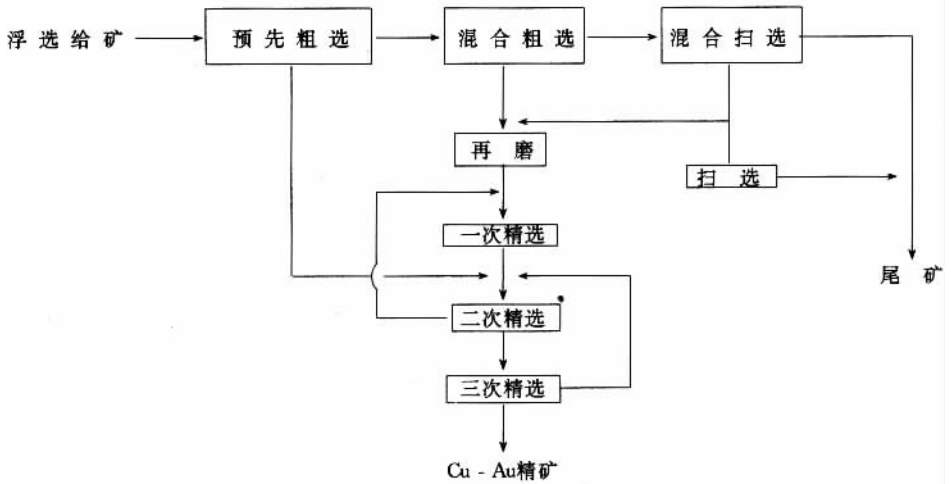 浮选给矿
预先粗选
混合粗选
混合扫选
再磨
扫选
一次精选
尾矿
二次精选
三次精选
Cu - Au精矿